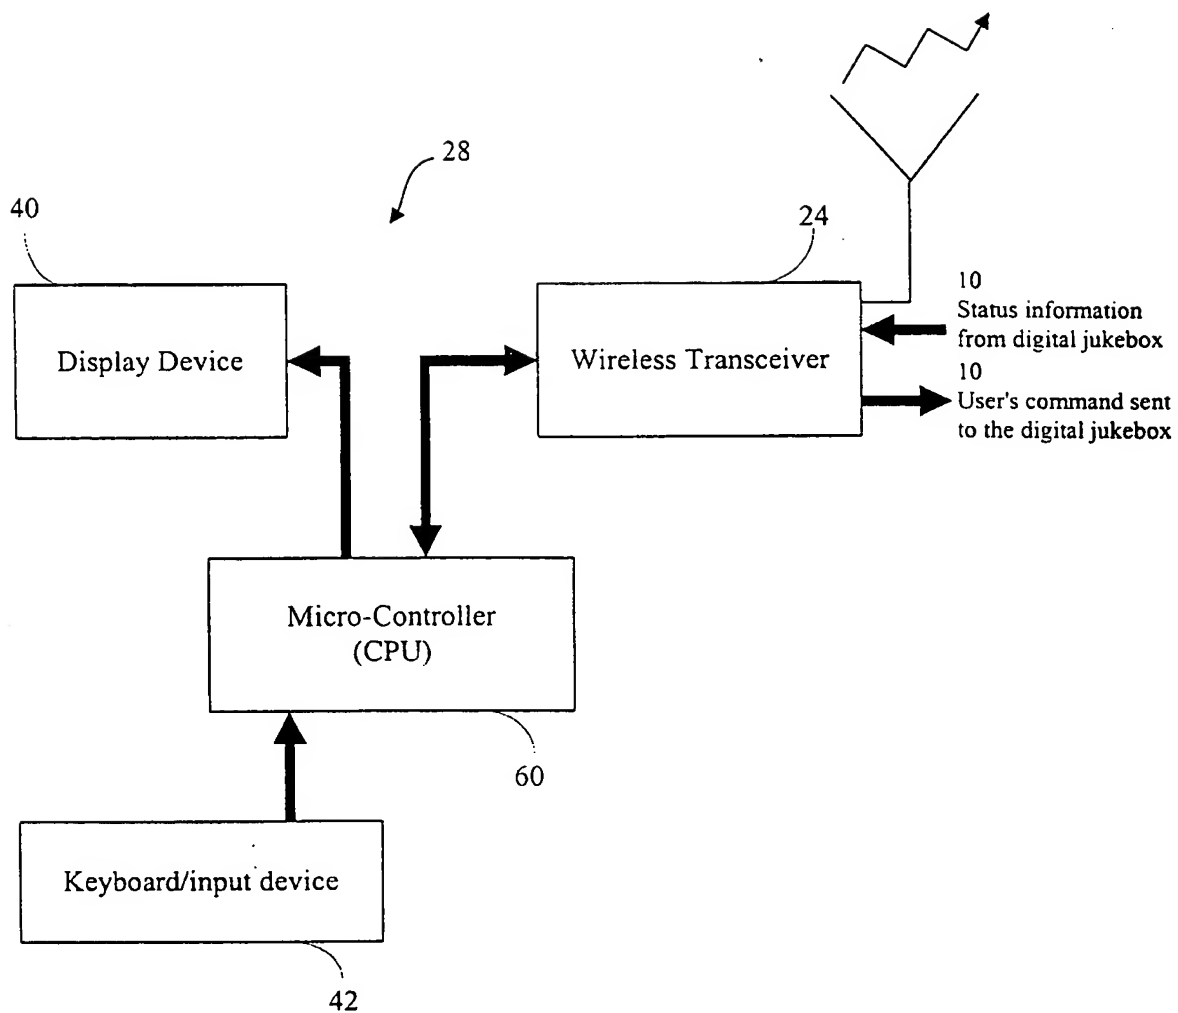 28
40
24
10
Status information
from digital jukebox
Display Device
Wireless Transceiver
10
User's command sent
to the digital jukebox
Micro-Controller
(CPU)
60
Keyboard/input device
42